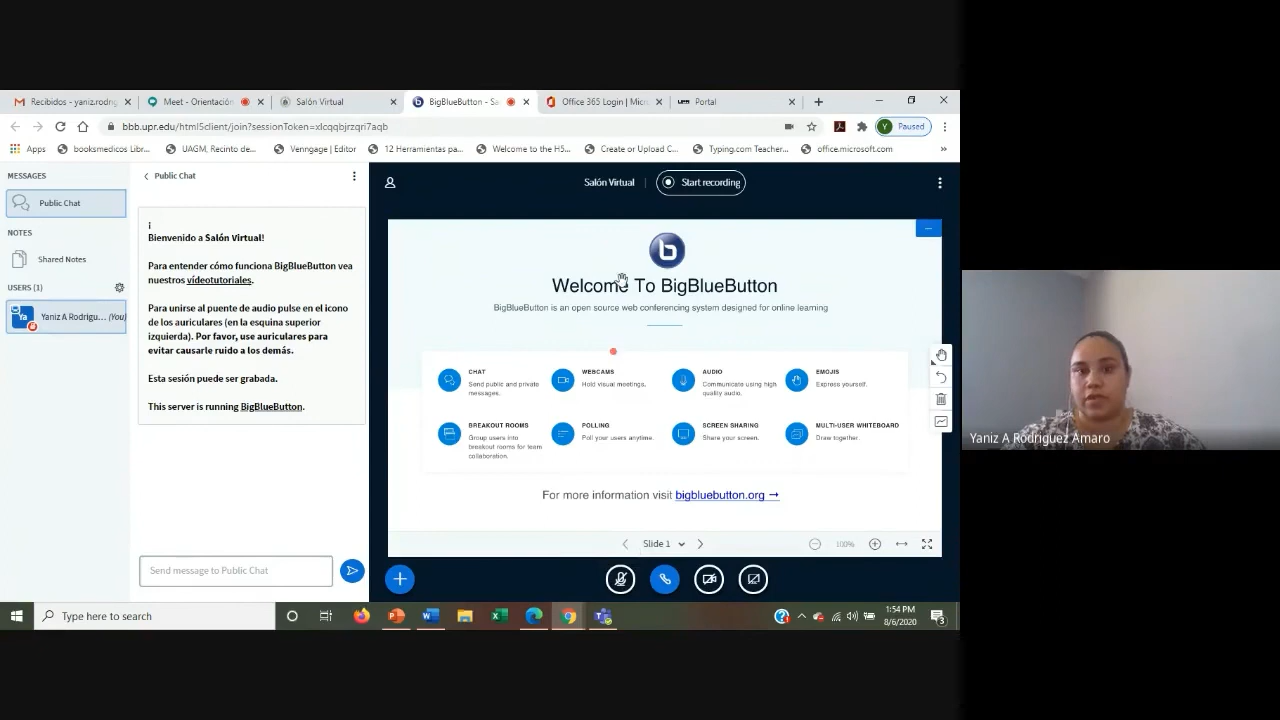 Recibidos - yaniz.rodrig
Meet - Orientación
Salón Virtual
BigBlueButton - Sa
Office 365 Login | Micr
Portal
bbb.upr.edu/html5client/join?sessionToken=xlcqqbjrzqri7aqb
Paused
Apps
booksmedicos Libr...
UAGM, Recinto de...
Venngage | Editor
12 Herramientas pa...
Welcome to the H5...
Create or Upload C...
Typing.com Teacher...
office.microsoft.com
MESSAGES
Public Chat
NOTES
Shared Notes
USERS (1)
Ya
Yaniz A Rodrigu... (You)
Public Chat
¡
Bienvenido a Salón Virtual!
Para entender cómo funciona BigBlueButton vea
nuestros vídeotutoriales.
Para unirse al puente de audio pulse en el icono
de los auriculares (en la esquina superior
izquierda). Por favor, use auriculares para
evitar causarle ruido a los demás.
Esta sesión puede ser grabada.
This server is running BigBlueButton.
Send message to Public Chat
Salón Virtual
Start recording
Welcome To BigBlueButton
BigBlueButton is an open source web conferencing system designed for online learning
CHAT
Send public and private
messages.
WEBCAMS
Hold visual meetings.
AUDIO
Communicate using high
quality audio.
EMOJIS
Express yourself.
BREAKOUT ROOMS
Group users into
breakout rooms for team
collaboration.
POLLING
Poll your users anytime.
SCREEN SHARING
Share your screen.
MULTI-USER WHITEBOARD
Draw together.
For more information visit bigbluebutton.org →
Slide 1
100%
Type here to search
1:54 PM
8/6/2020
Yaniz A Rodriguez Amaro